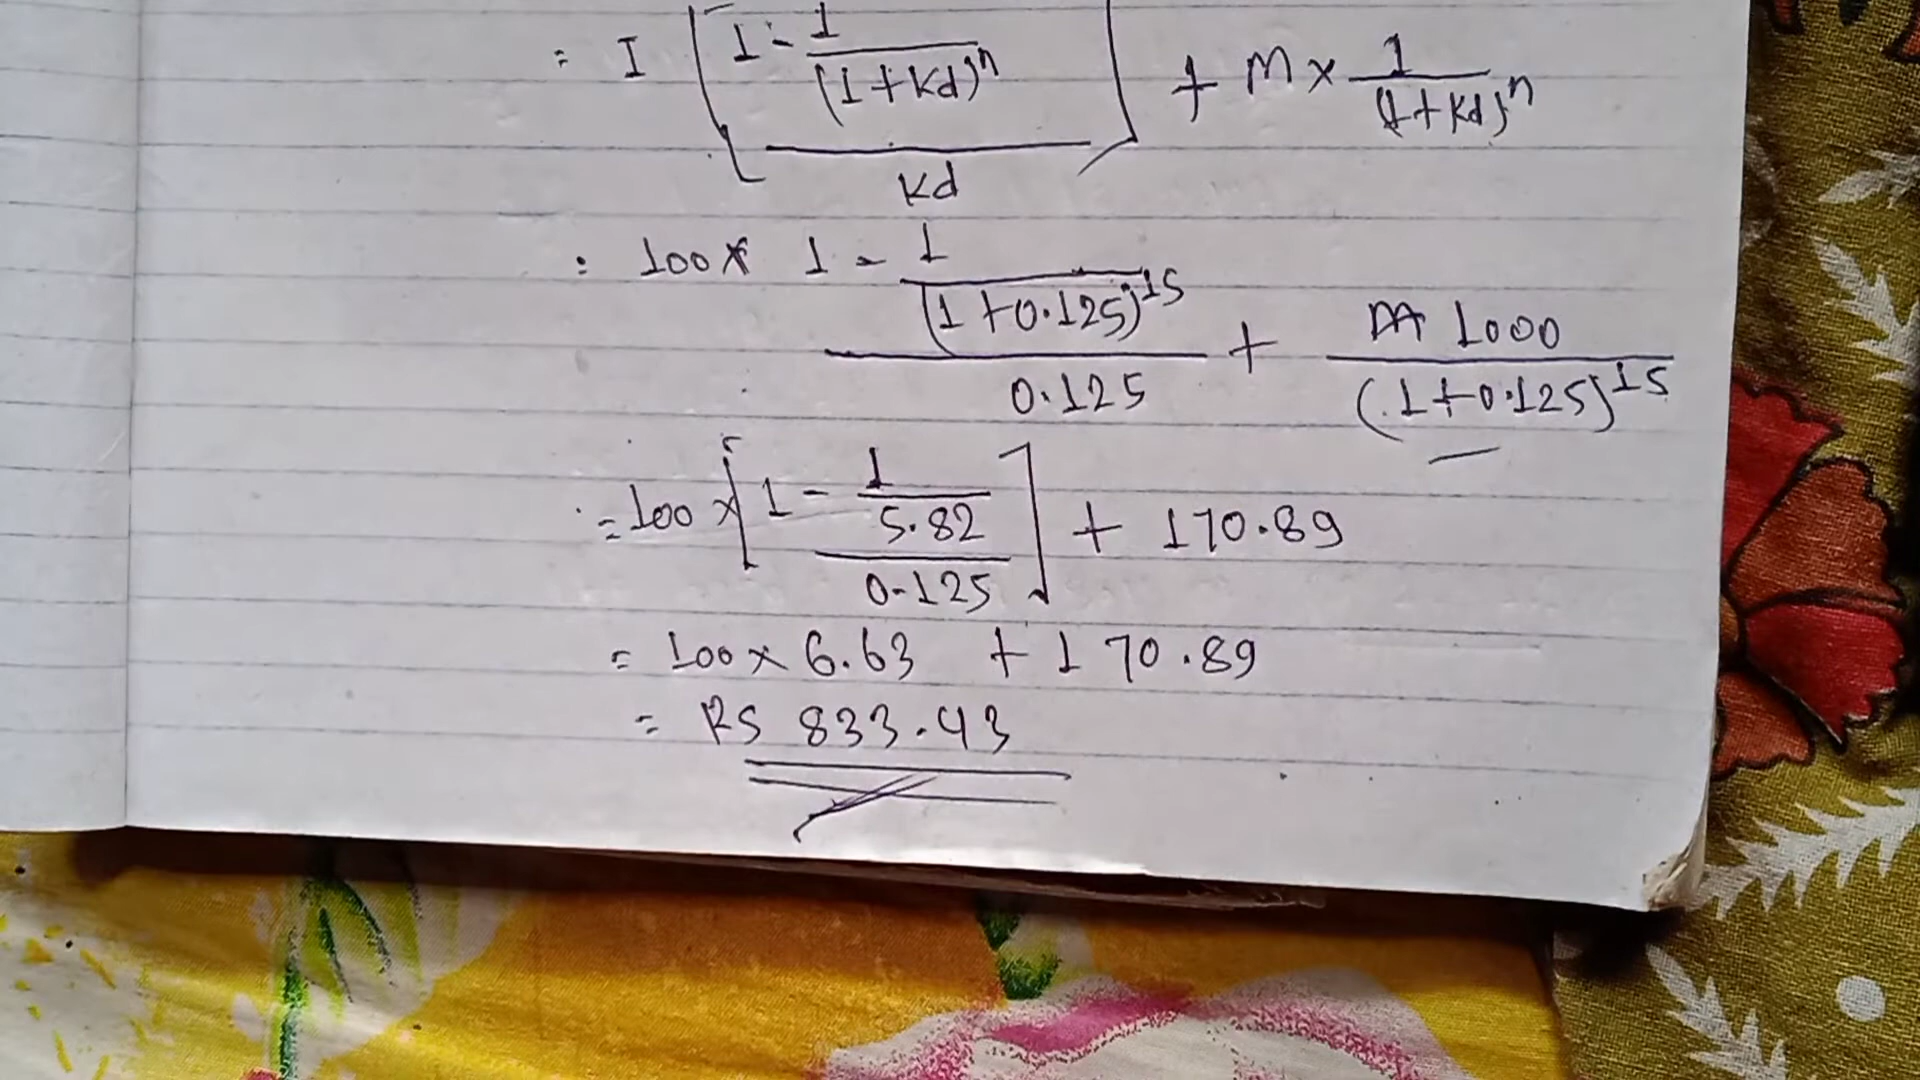 = I [ 1 - 1 / (1+kd)^n / kd ] + M × 1 / (1+kd)^n
= 100 × 1 - 1 / (1+0.125)^15 / 0.125 + 1000 / (1+0.125)^15
= 100 × [ 1 - 1 / 5.82 / 0.125 ] + 170.89
= 100 × 6.63 + 170.89
= RS 833.43